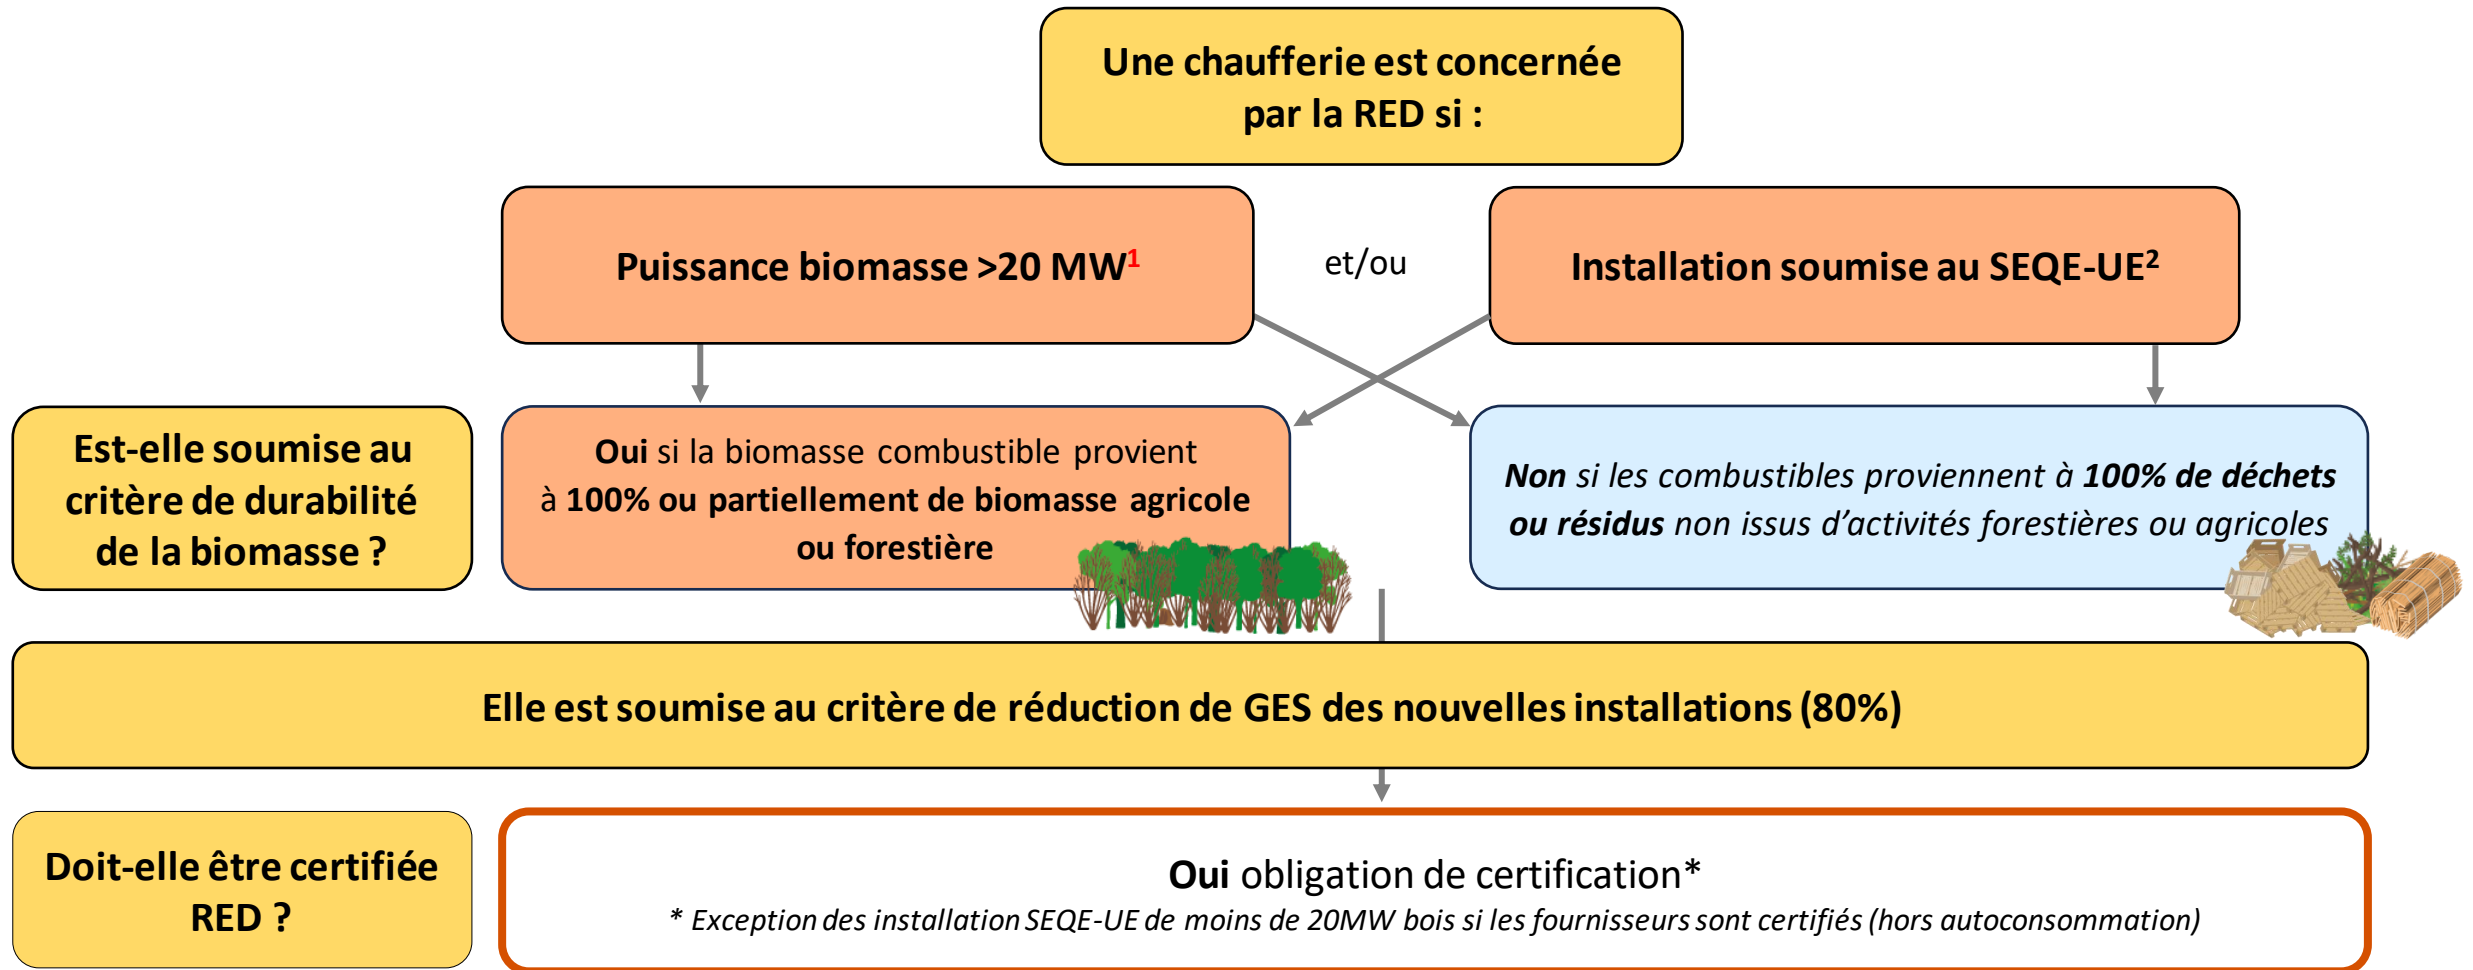 Une chaufferie est concernée
par la RED si :
Puissance biomasse >20 MW¹
et/ou
Installation soumise au SEQE-UE²
Est-elle soumise au
critère de durabilité
de la biomasse ?
Oui si la biomasse combustible provient
à 100% ou partiellement de biomasse agricole
ou forestière
Non si les combustibles proviennent à 100% de déchets
ou résidus non issus d’activités forestières ou agricoles
Elle est soumise au critère de réduction de GES des nouvelles installations (80%)
Doit-elle être certifiée
RED ?
Oui obligation de certification*
* Exception des installation SEQE-UE de moins de 20MW bois si les fournisseurs sont certifiés (hors autoconsommation)